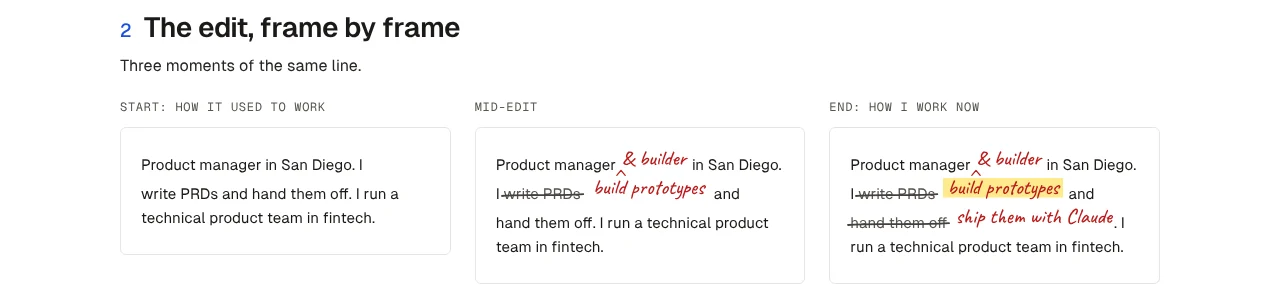 2 The edit, frame by frame
Three moments of the same line.
START: HOW IT USED TO WORK
Product manager in San Diego. I
write PRDs and hand them off. I run a
technical product team in fintech.
MID-EDIT
Product manager & builder in San Diego.
I write PRDs build prototypes and
hand them off. I run a technical product
team in fintech.
END: HOW I WORK NOW
Product manager & builder in San Diego.
I write PRDs build prototypes and
hand them off ship them with Claude. I
run a technical product team in fintech.